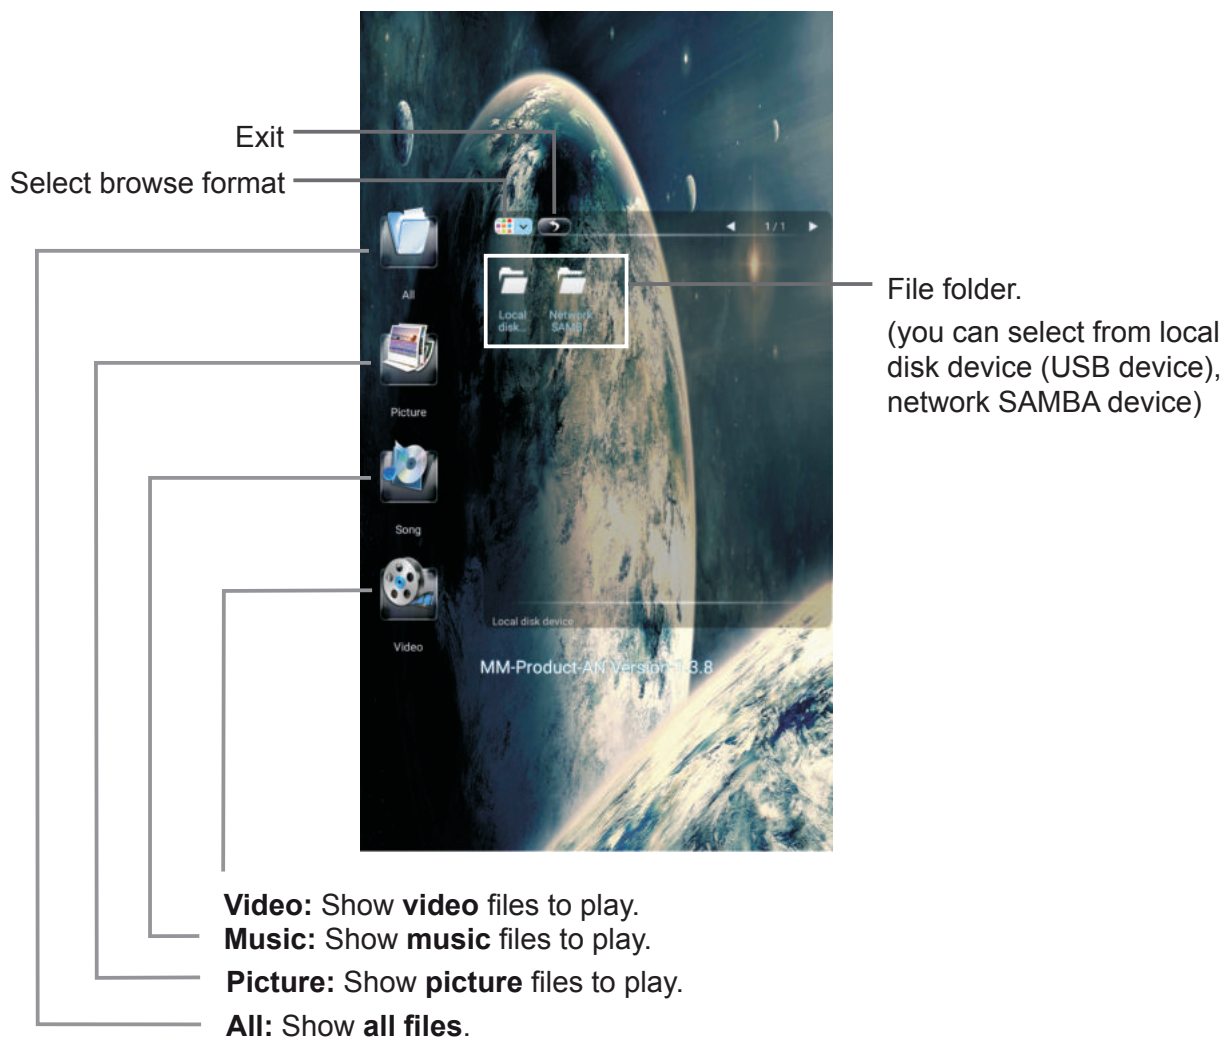 Exit
Select browse format
1/1
All
Local
disk...
Network
SAMB...
Picture
Song
Video
Local disk device
MM-Product-AN Version 1.3.8
File folder.
(you can select from local
disk device (USB device),
network SAMBA device)
Video: Show video files to play.
Music: Show music files to play.
Picture: Show picture files to play.
All: Show all files.